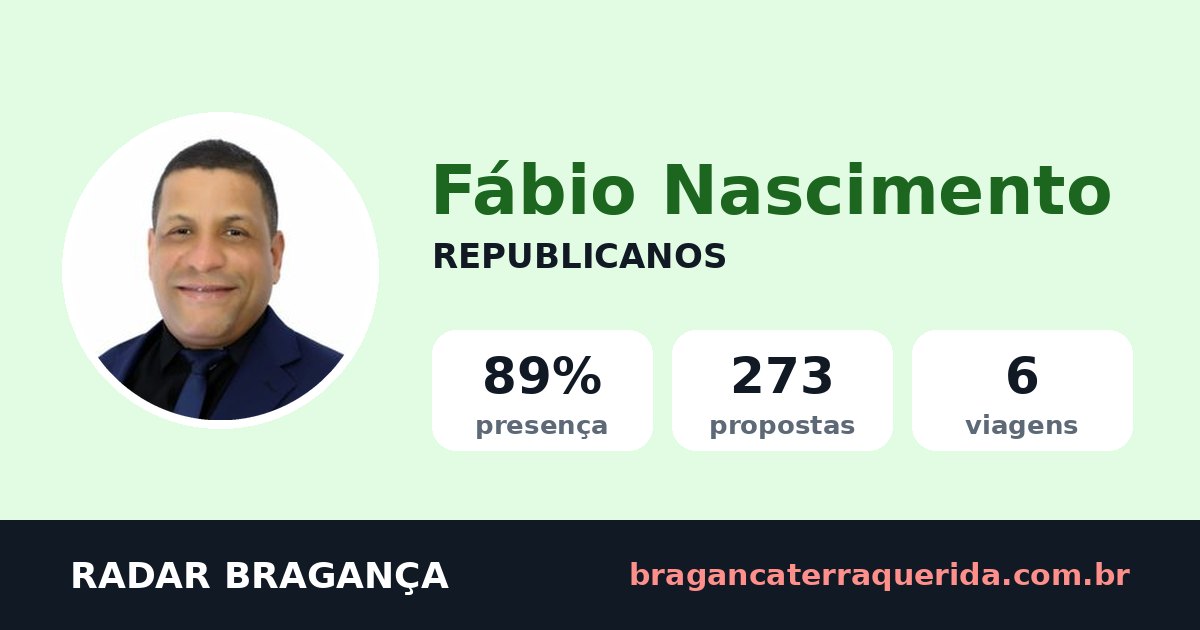 Fábio Nascimento
REPUBLICANOS
89%
presença
273
propostas
6
viagens
RADAR BRAGANÇA
bragancaterraquerida.com.br